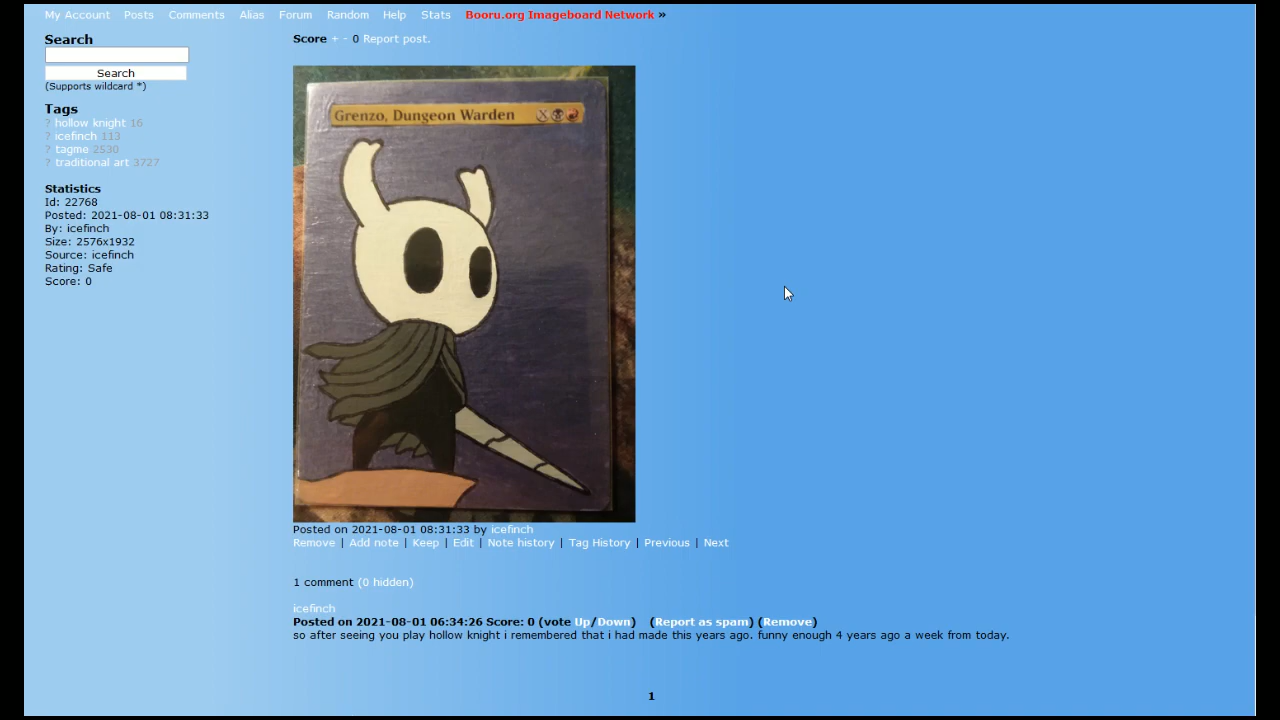 My Account Posts Comments Alias Forum Random Help Stats Booru.org Imageboard Network »
Search
Search
(Supports wildcard *)
Tags
? hollow knight 16
? icefinch 113
? tagme 2530
? traditional art 3727
Statistics
Id: 22768
Posted: 2021-08-01 08:31:33
By: icefinch
Size: 2576x1932
Source: icefinch
Rating: Safe
Score: 0
Score + - 0 Report post.
Grenzo, Dungeon Warden X
Posted on 2021-08-01 08:31:33 by icefinch
Remove | Add note | Keep | Edit | Note history | Tag History | Previous | Next
1 comment (0 hidden)
icefinch
Posted on 2021-08-01 06:34:26 Score: 0 (vote Up/Down) (Report as spam) (Remove)
so after seeing you play hollow knight i remembered that i had made this years ago. funny enough 4 years ago a week from today.
1